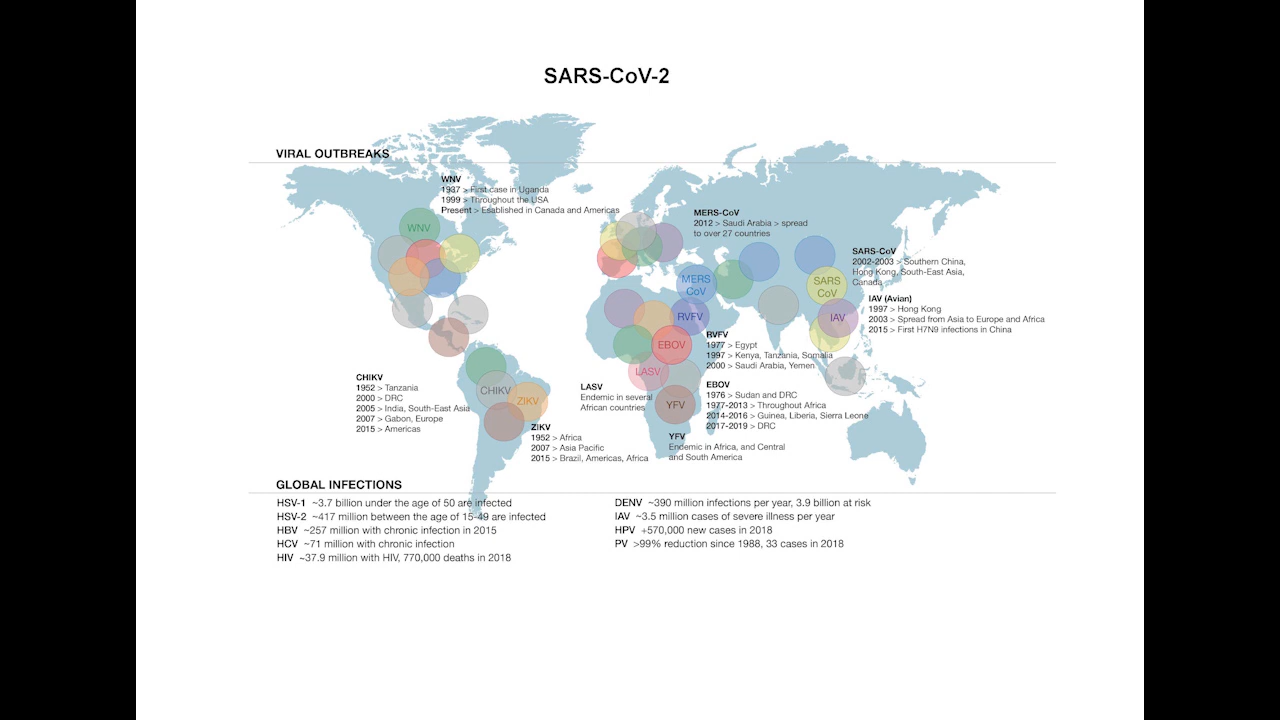 SARS-CoV-2
VIRAL OUTBREAKS
WNV
1937 > First case in Uganda
1999 > Throughout the USA
Present > Esablished in Canada and Americas
MERS-CoV
2012 > Saudi Arabia > spread
to over 27 countries
WNV
SARS-CoV
2002-2003 > Southern China,
Hong Kong, South-East Asia,
Canada
MERS
CoV
SARS
CoV
IAV (Avian)
1997 > Hong Kong
2003 > Spread from Asia to Europe and Africa
2015 > First H7N9 infections in China
RVFV
IAV
EBOV
RVFV
1977 > Egypt
1997 > Kenya, Tanzania, Somalia
2000 > Saudi Arabia, Yemen
LASV
CHIKV
1952 > Tanzania
2000 > DRC
2005 > India, South-East Asia
2007 > Gabon, Europe
2015 > Americas
CHIKV
ZIKV
LASV
Endemic in several
African countries
YFV
EBOV
1976 > Sudan and DRC
1977-2013 > Throughout Africa
2014-2016 > Guinea, Liberia, Sierra Leone
2017-2019 > DRC
ZIKV
1952 > Africa
2007 > Asia Pacific
2015 > Brazil, Americas, Africa
YFV
Endemic in Africa, and Central
and South America
GLOBAL INFECTIONS
HSV-1 ~3.7 billion under the age of 50 are infected
HSV-2 ~417 million between the age of 15-49 are infected
HBV ~257 million with chronic infection in 2015
HCV ~71 million with chronic infection
HIV ~37.9 million with HIV, 770,000 deaths in 2018
DENV ~390 million infections per year, 3.9 billion at risk
IAV ~3.5 million cases of severe illness per year
HPV +570,000 new cases in 2018
PV >99% reduction since 1988, 33 cases in 2018